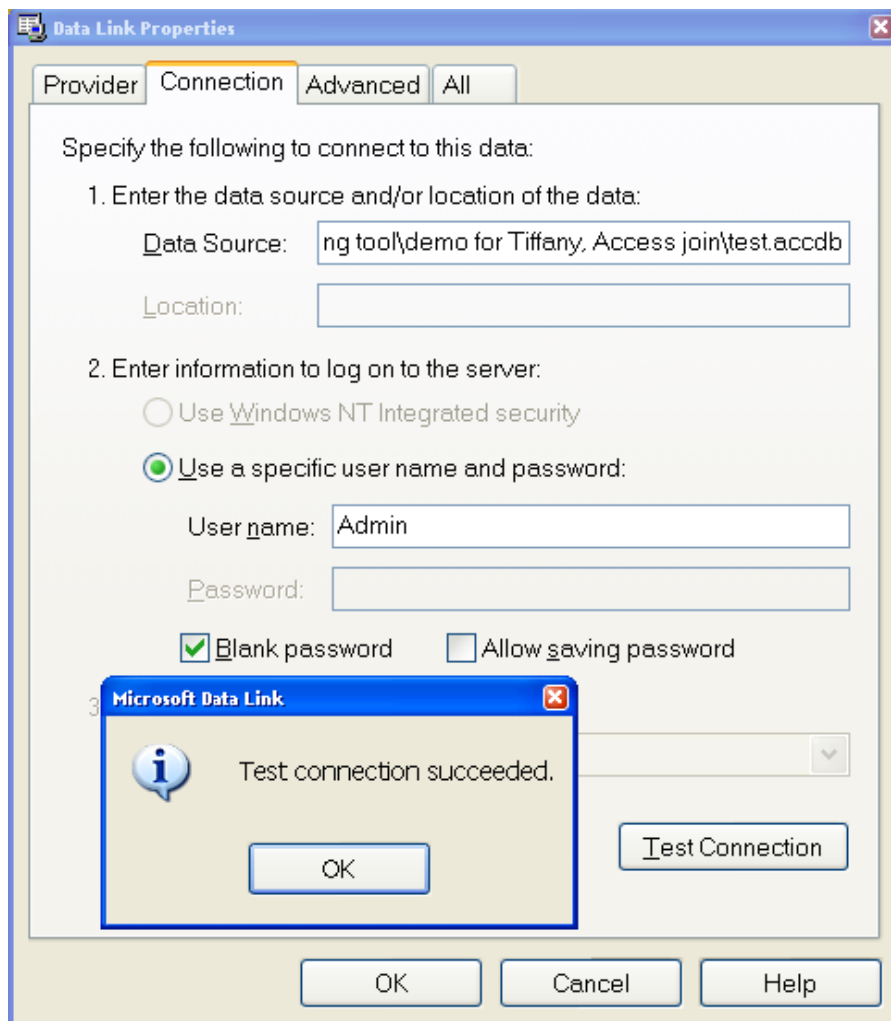 Data Link Properties
Provider Connection Advanced All
Specify the following to connect to this data:
1. Enter the data source and/or location of the data:
Data Source: ng tool\demo for Tiffany, Access join\test.accdb
Location:
2. Enter information to log on to the server:
Use Windows NT Integrated security
Use a specific user name and password:
User name: Admin
Password:
Blank password Allow saving password
3
Microsoft Data Link
Test connection succeeded.
OK
Test Connection
OK Cancel Help